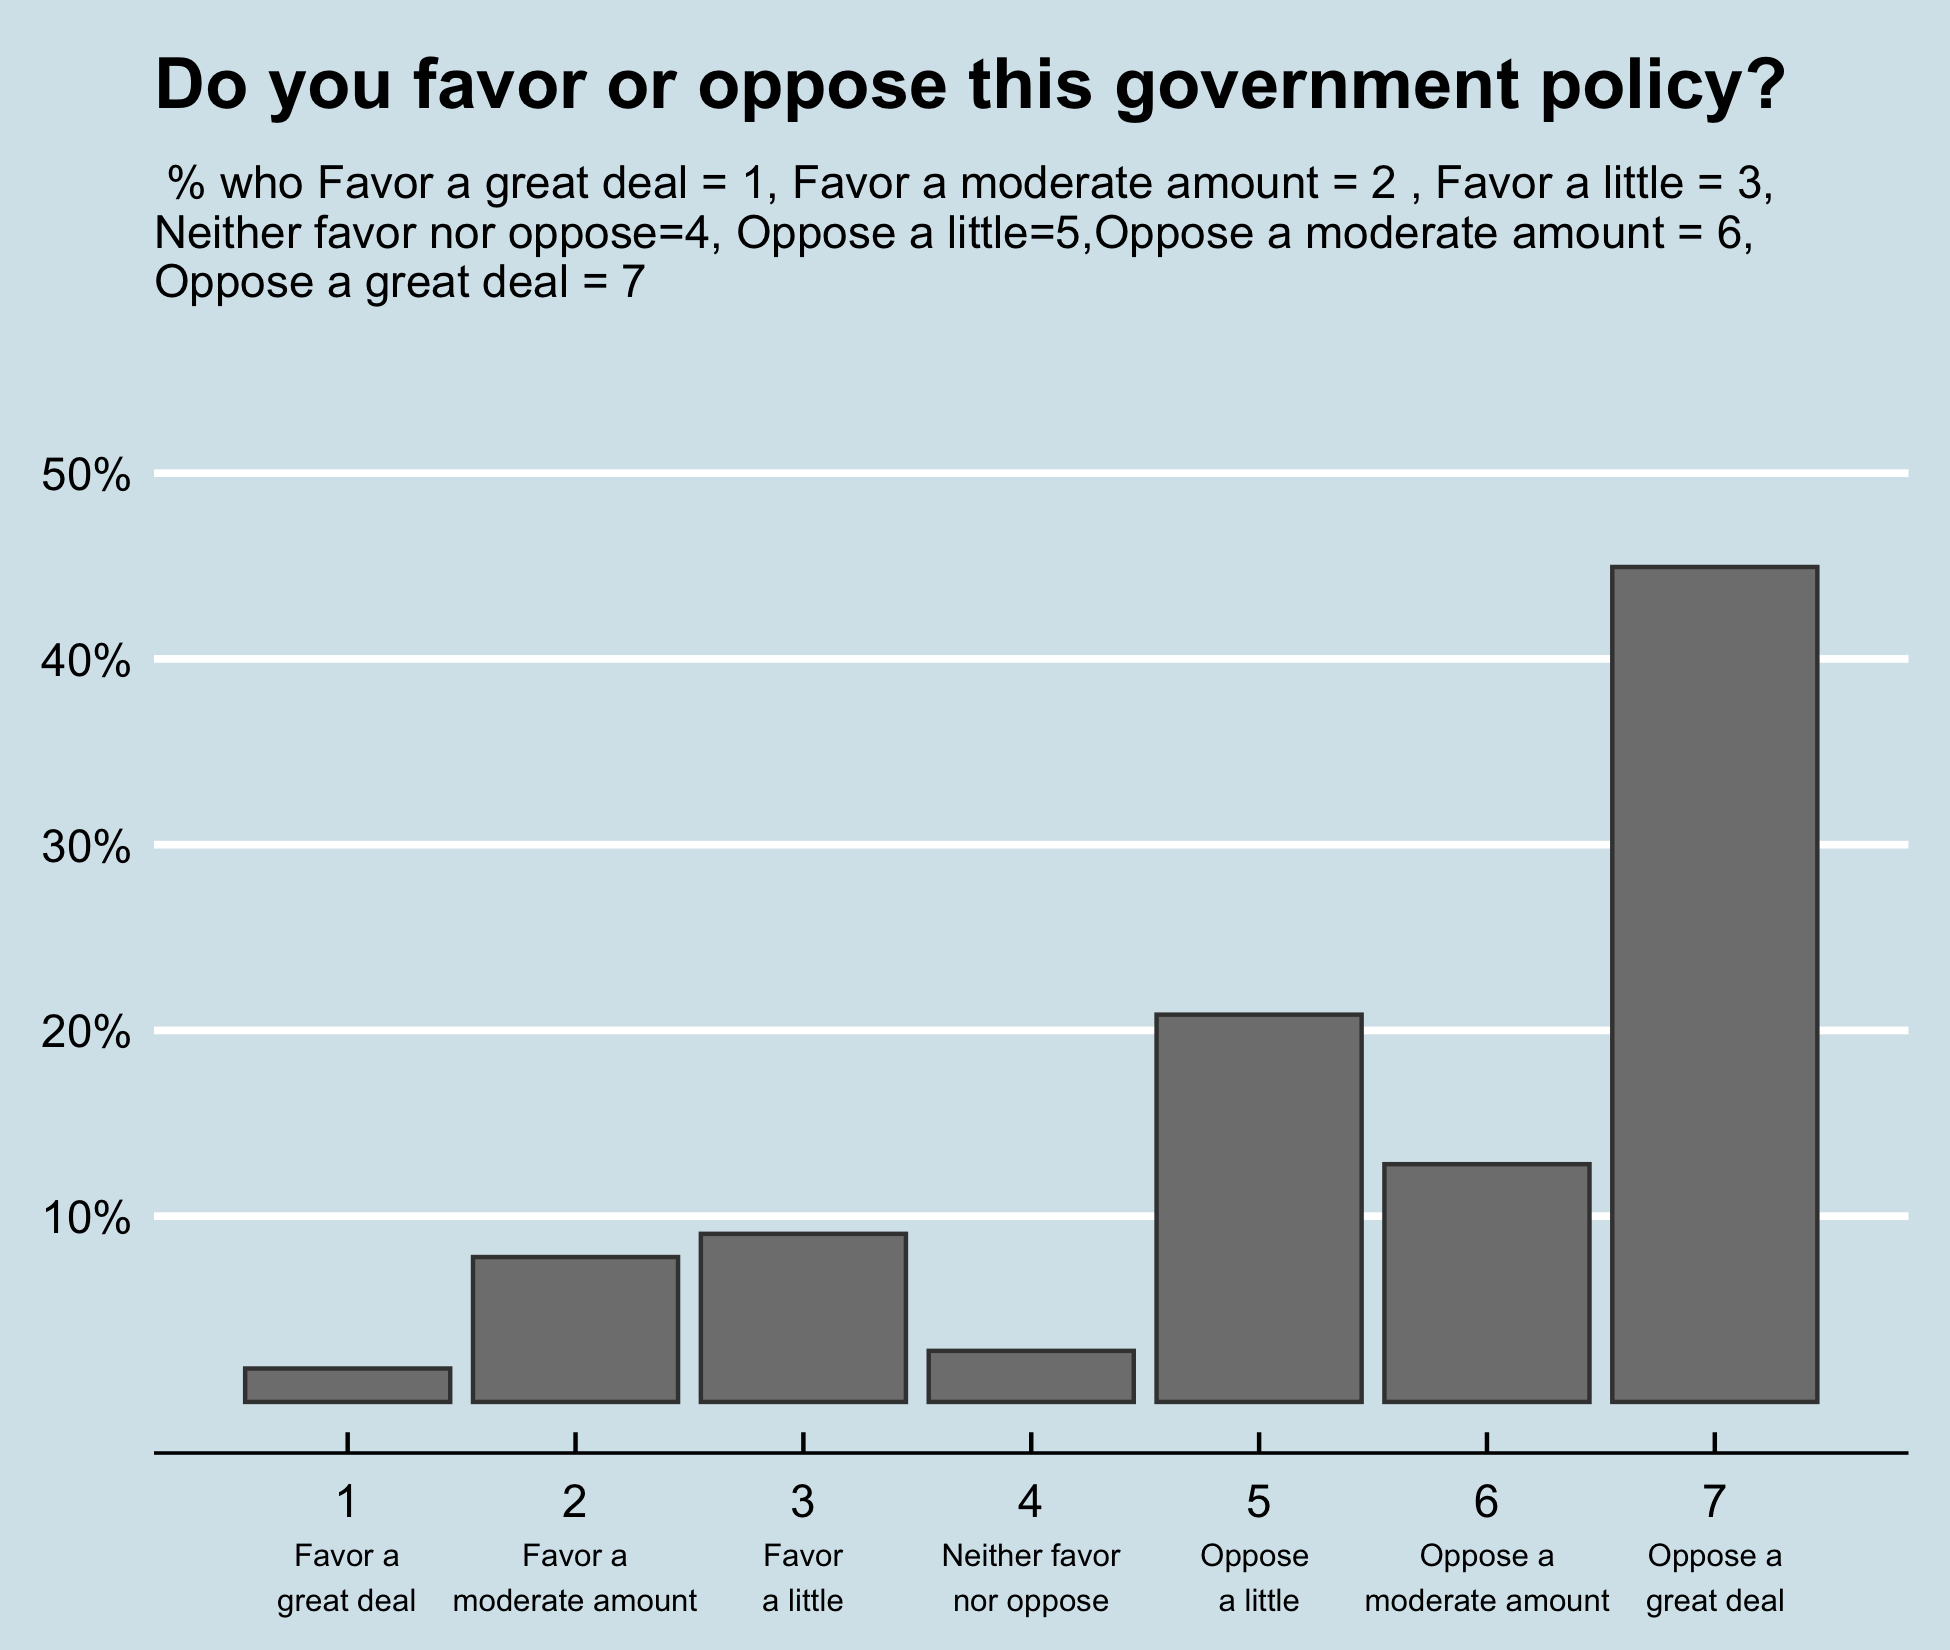 Do you favor or oppose this government policy?
% who Favor a great deal = 1, Favor a moderate amount = 2 , Favor a little = 3,
Neither favor nor oppose=4, Oppose a little=5,Oppose a moderate amount = 6,
Oppose a great deal = 7
50%
40%
30%
20%
10%
1 2 3 4 5 6 7
Favor a Favor a Favor Neither favor Oppose Oppose a Oppose a
great deal moderate amount a little nor oppose a little moderate amount great deal